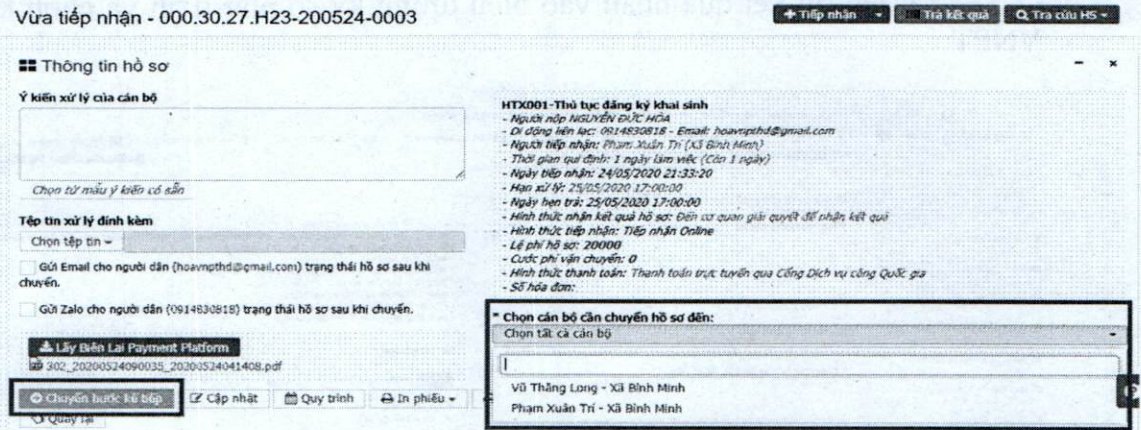 Vừa tiếp nhận - 000.30.27.H23-200524-0003
Tiếp nhận
Trả kết quả
Tra cứu HS
Thông tin hồ sơ
Ý kiến xử lý của cán bộ
Chọn từ mẫu ý kiến có sẵn
Tệp tin xử lý đính kèm
Chọn tệp tin
Gửi Email cho người dân (hoavnpthd@gmail.com) trạng thái hồ sơ sau khi
chuyển.
Gửi Zalo cho người dân (0914830818) trạng thái hồ sơ sau khi chuyển.
Lấy Biên Lai Payment Platform
302_20200524090035_20200524041408.pdf
Chuyển bước kế tiếp
Cập nhật
Quy trình
In phiếu
Quay lại
HTX001-Thủ tục đăng ký khai sinh
- Người nộp NGUYỄN ĐỨC HÒA
- Di động liên lạc: 0914830818 - Email: hoavnpthd@gmail.com
- Người tiếp nhận: Phạm Xuân Trí (Xã Bình Minh)
- Thời gian qui định: 1 ngày làm việc (Còn 1 ngày)
- Ngày tiếp nhận: 24/05/2020 21:33:20
- Hạn xử lý: 25/05/2020 17:00:00
- Ngày hẹn trả: 25/05/2020 17:00:00
- Hình thức nhận kết quả hồ sơ: Đến cơ quan giải quyết để nhận kết quả
- Hình thức tiếp nhận: Tiếp nhận Online
- Lệ phí hồ sơ: 20000
- Cước phí vận chuyển: 0
- Hình thức thanh toán: Thanh toán trực tuyến qua Cổng Dịch vụ công Quốc gia
- Số hóa đơn:
* Chọn cán bộ cần chuyển hồ sơ đến:
Chọn tất cả cán bộ
Vũ Thăng Long - Xã Bình Minh
Phạm Xuân Trí - Xã Bình Minh